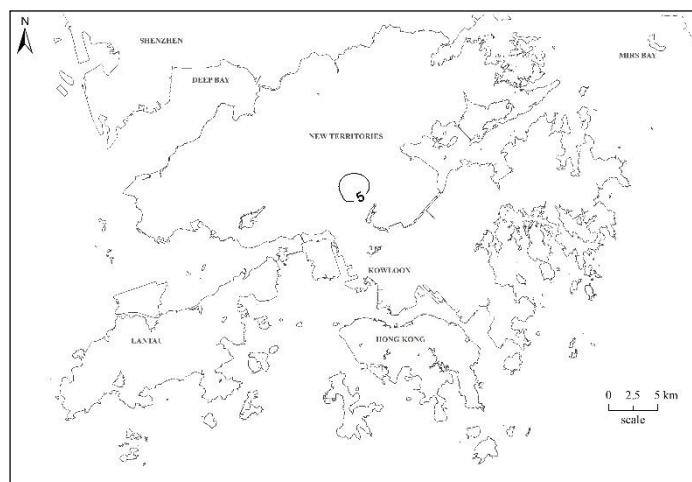 N
SHENZHEN
MIRS BAY
DEEP BAY
NEW TERRITORIES
5
KOWLOON
LANTAU
HONG KONG
0 2,5 5 km
scale